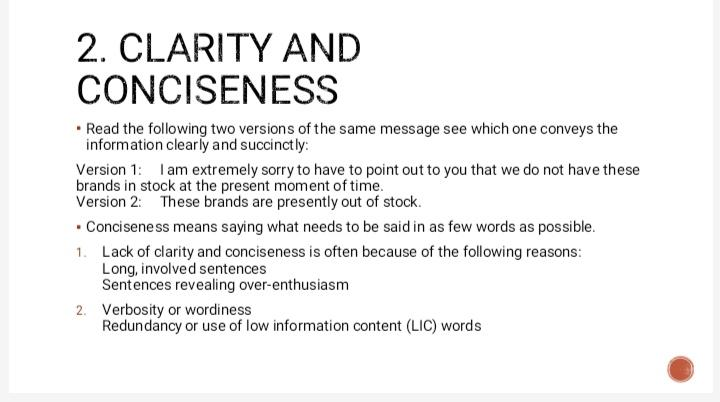 2. CLARITY AND
CONCISENESS
▪ Read the following two versions of the same message see which one conveys the
information clearly and succinctly:
Version 1: I am extremely sorry to have to point out to you that we do not have these
brands in stock at the present moment of time.
Version 2: These brands are presently out of stock.
▪ Conciseness means saying what needs to be said in as few words as possible.
1. Lack of clarity and conciseness is often because of the following reasons:
Long, involved sentences
Sentences revealing over-enthusiasm
2. Verbosity or wordiness
Redundancy or use of low information content (LIC) words